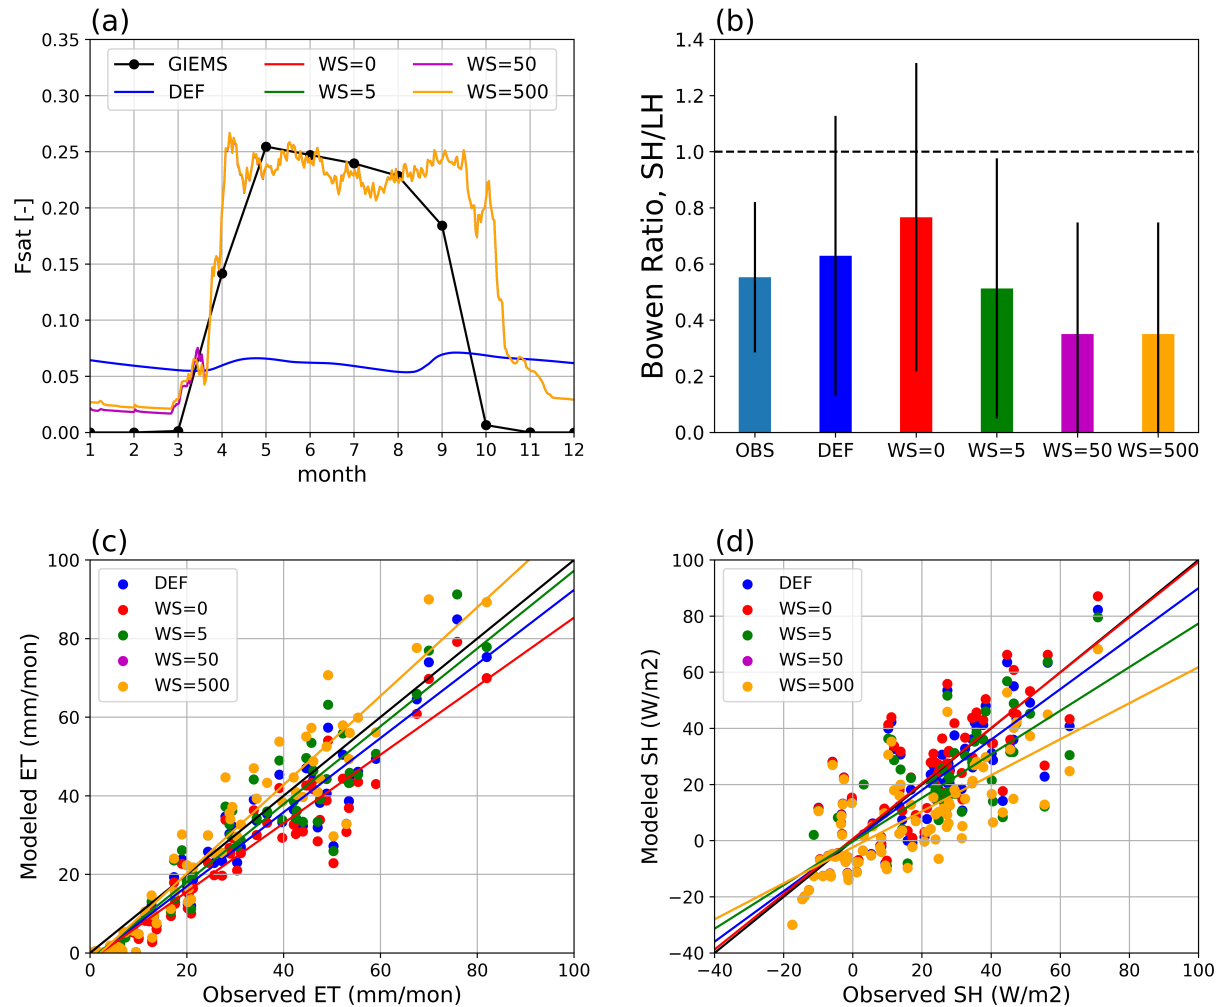 (a)
0.35
0.30
0.25
0.20
0.15
0.10
0.05
0.00
Fsat [-]
GIEMS
DEF
WS=0
WS=5
WS=50
WS=500
1 2 3 4 5 6 7 8 9 10 11 12
month
(b)
1.4
1.2
1.0
0.8
0.6
0.4
0.2
0.0
Bowen Ratio, SH/LH
OBS DEF WS=0 WS=5 WS=50 WS=500
(c)
100
80
60
40
20
0
Modeled ET (mm/mon)
DEF
WS=0
WS=5
WS=50
WS=500
0 20 40 60 80 100
Observed ET (mm/mon)
(d)
100
80
60
40
20
0
−20
−40
Modeled SH (W/m2)
DEF
WS=0
WS=5
WS=50
WS=500
−40 −20 0 20 40 60 80 100
Observed SH (W/m2)